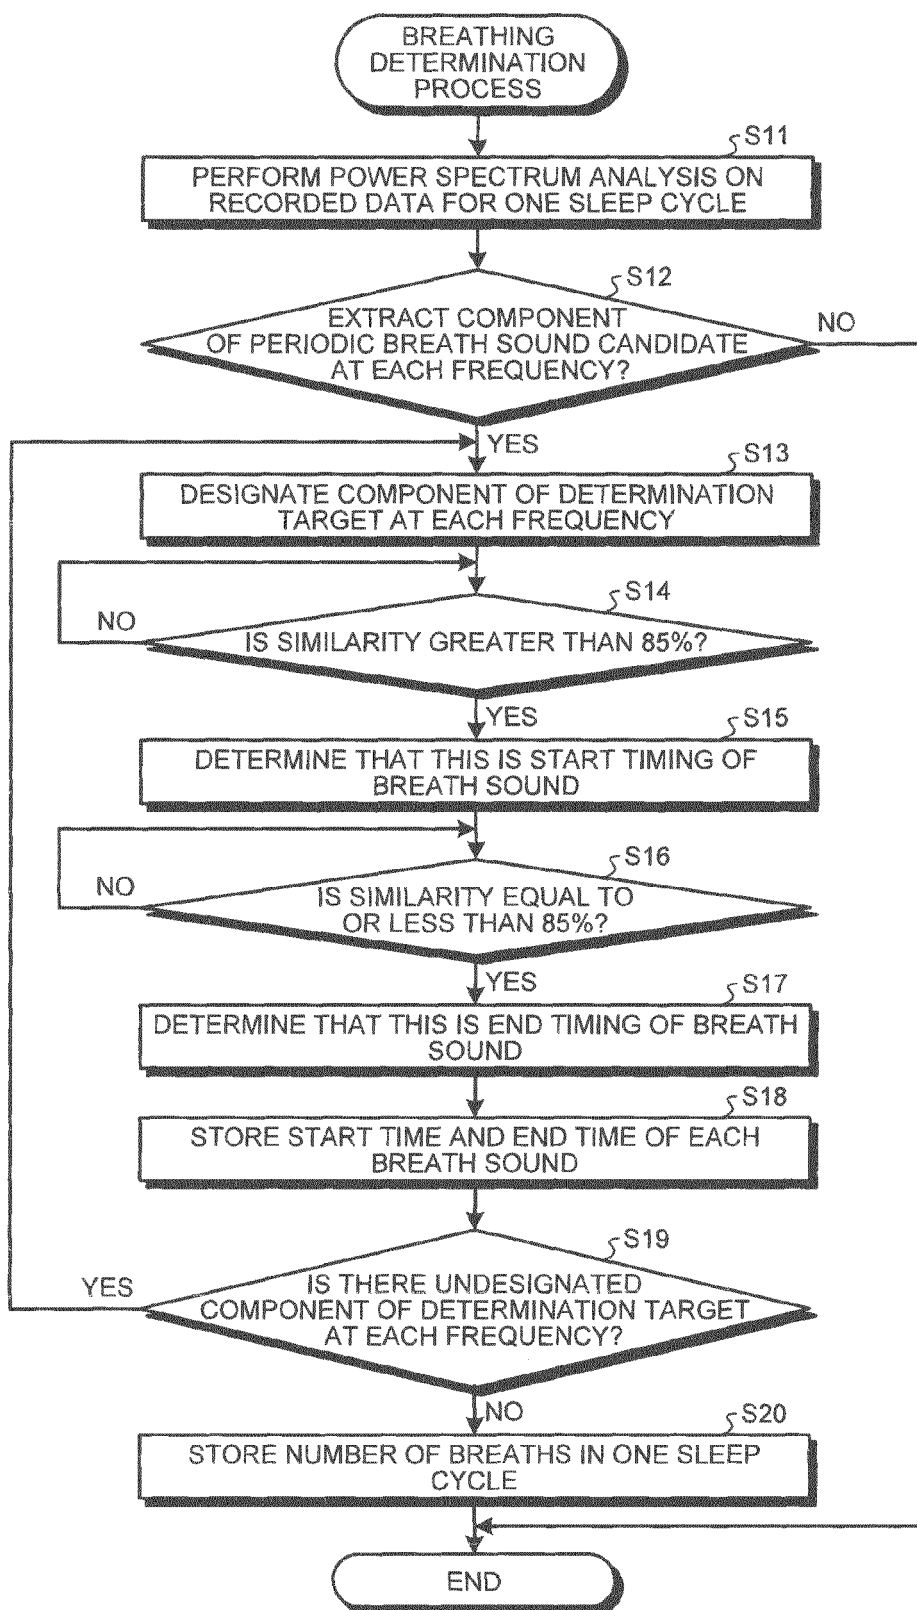 BREATHING
DETERMINATION
PROCESS
S11
PERFORM POWER SPECTRUM ANALYSIS ON
RECORDED DATA FOR ONE SLEEP CYCLE
S12
EXTRACT COMPONENT
OF PERIODIC BREATH SOUND CANDIDATE
AT EACH FREQUENCY?
NO
YES
S13
DESIGNATE COMPONENT OF DETERMINATION
TARGET AT EACH FREQUENCY
S14
NO
IS SIMILARITY GREATER THAN 85%?
YES
S15
DETERMINE THAT THIS IS START TIMING OF
BREATH SOUND
S16
NO
IS SIMILARITY EQUAL TO
OR LESS THAN 85%?
YES
S17
DETERMINE THAT THIS IS END TIMING OF BREATH
SOUND
S18
STORE START TIME AND END TIME OF EACH
BREATH SOUND
S19
YES
IS THERE UNDESIGNATED
COMPONENT OF DETERMINATION TARGET
AT EACH FREQUENCY?
NO
S20
STORE NUMBER OF BREATHS IN ONE SLEEP
CYCLE
END